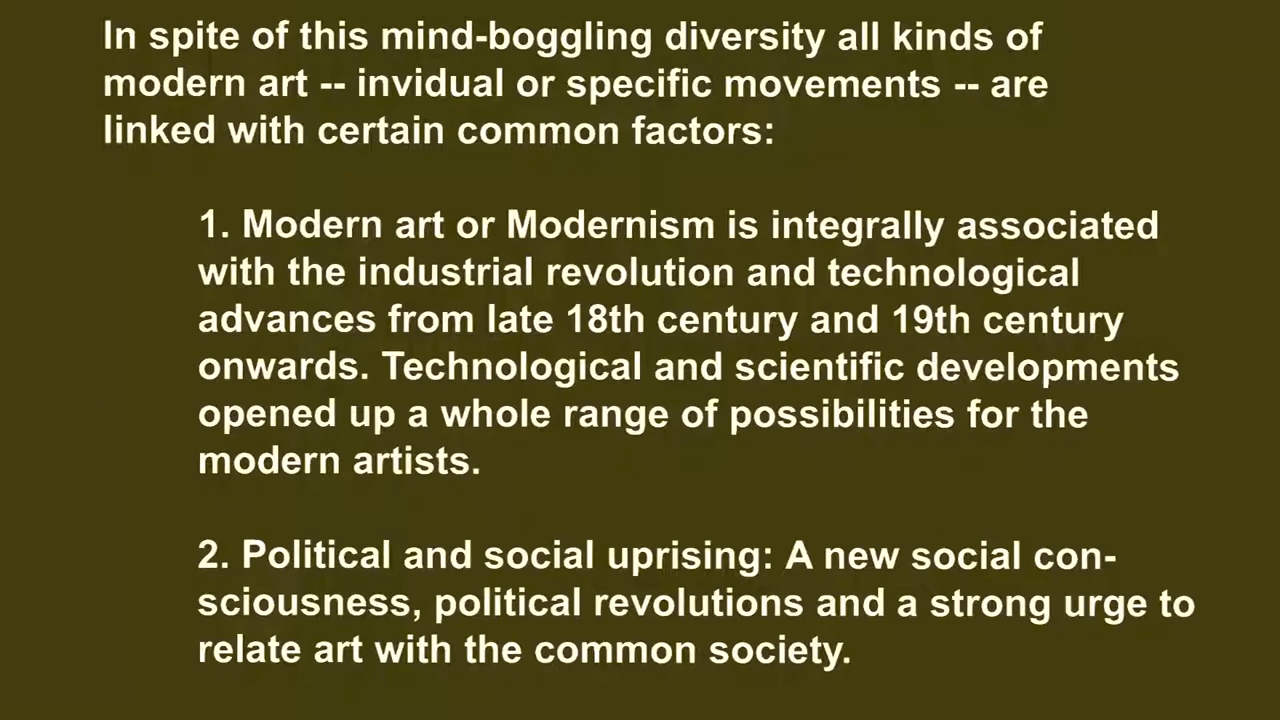 In spite of this mind-boggling diversity all kinds of
modern art -- invidual or specific movements -- are
linked with certain common factors:
1. Modern art or Modernism is integrally associated
with the industrial revolution and technological
advances from late 18th century and 19th century
onwards. Technological and scientific developments
opened up a whole range of possibilities for the
modern artists.
2. Political and social uprising: A new social con-
sciousness, political revolutions and a strong urge to
relate art with the common society.